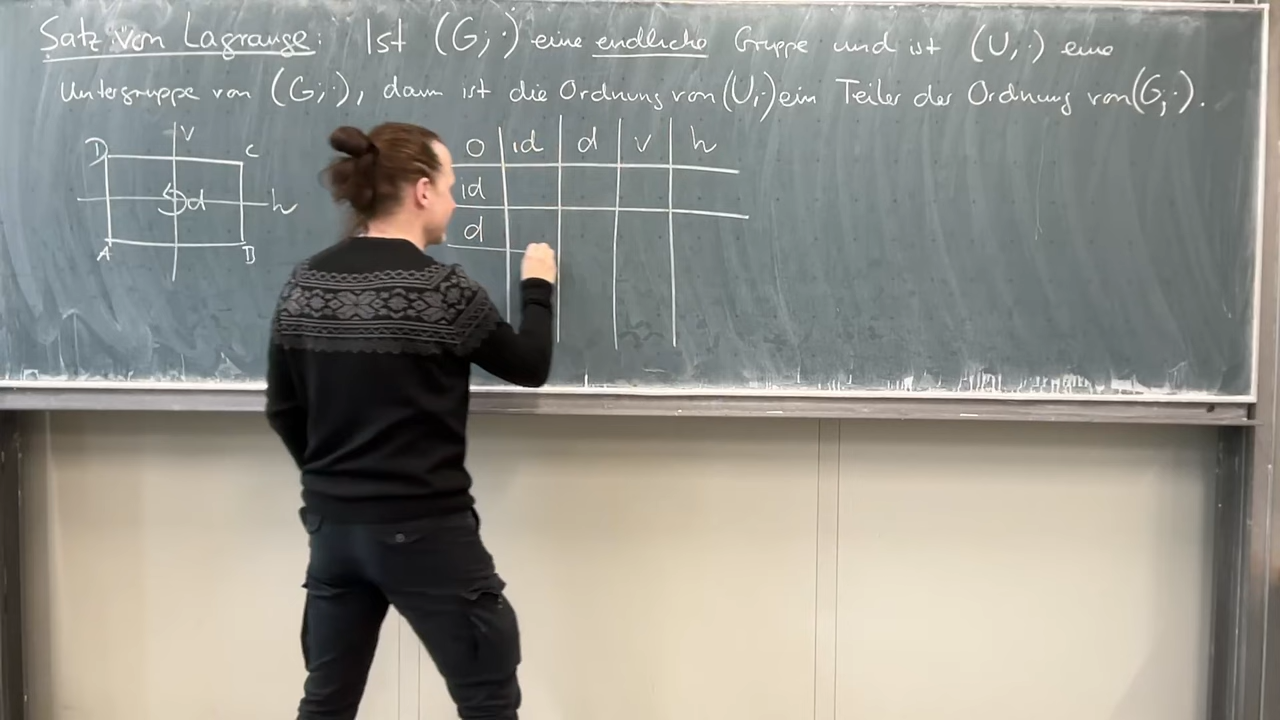 Satz von Lagrange: Ist (G; ·) eine endliche Gruppe und ist (U, ·) eine
Untergruppe von (G; ·), dann ist die Ordnung von (U, ·) ein Teiler der Ordnung von (G; ·).
v
D C
d h
A B
o id d v h
id
d